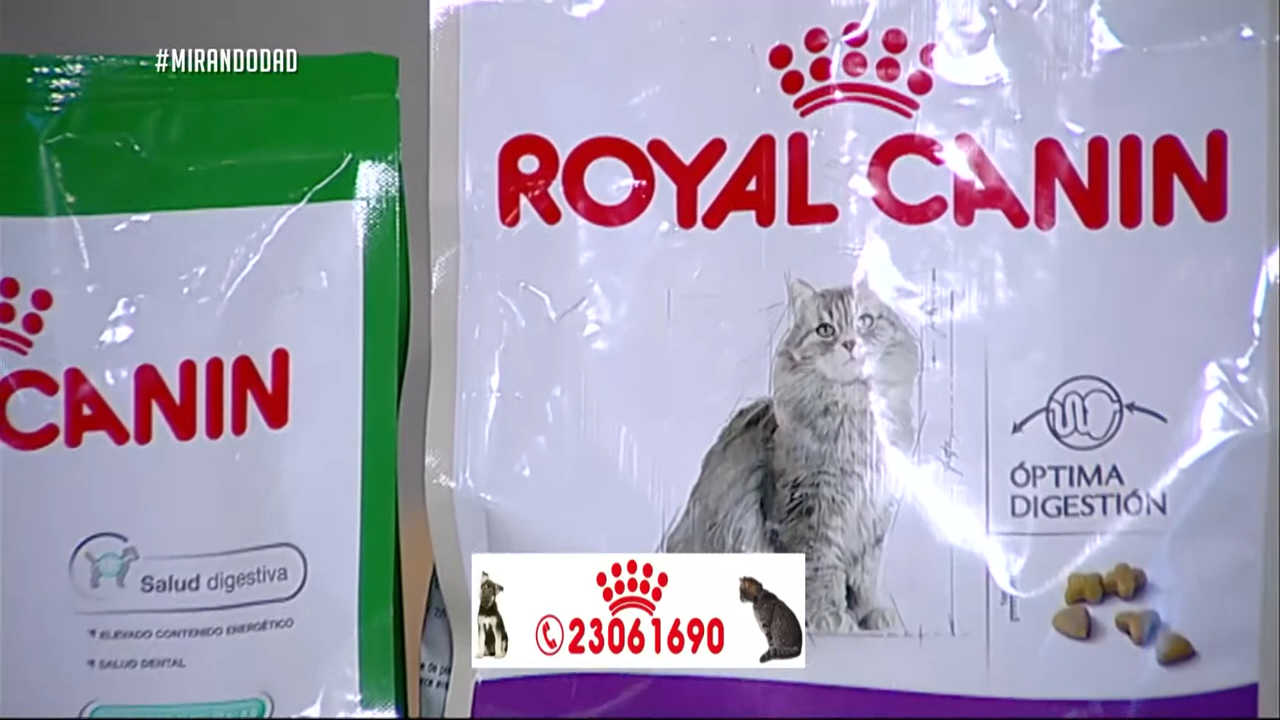 #MIRANDODAD
CANIN
Salud digestiva
ELEVADO CONTENIDO ENERGÉTICO
SALUD DENTAL
ROYAL CANIN
ÓPTIMA
DIGESTIÓN
23061690